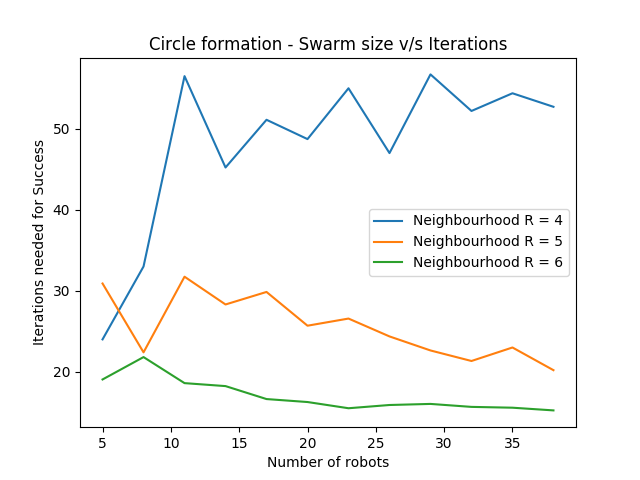 Circle formation - Swarm size v/s Iterations
Iterations needed for Success
50
40
30
20
Neighbourhood R = 4
Neighbourhood R = 5
Neighbourhood R = 6
5 10 15 20 25 30 35
Number of robots